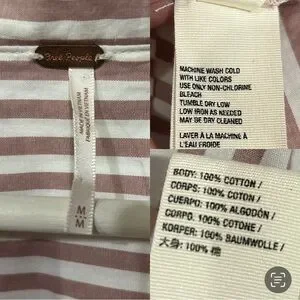 Free People
MADE IN VIETNAM
FABRIQUÉ EN VIETNAM
M
M
MACHINE WASH COLD
WITH LIKE COLORS
USE ONLY NON-CHLORINE
BLEACH
TUMBLE DRY LOW
LOW IRON AS NEEDED
MAY BE DRY CLEANED
LAVER À LA MACHINE À
L'EAU FROIDE
BODY: 100% COTTON /
CORPS: 100% COTON /
CUERPO: 100% ALGODÓN /
CORPO: 100% COTONE /
KORPER: 100% BAUMWOLLE /
大身: 100% 棉